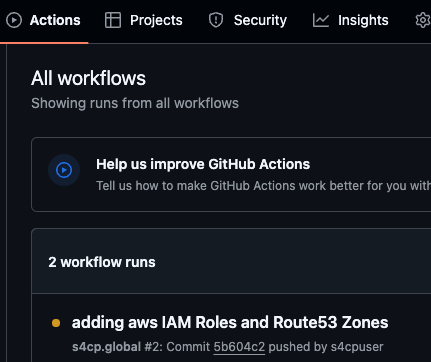 Actions Projects Security Insights
All workflows
Showing runs from all workflows
Help us improve GitHub Actions
Tell us how to make GitHub Actions work better for you with
2 workflow runs
adding aws IAM Roles and Route53 Zones
s4cp.global #2: Commit 5b604c2 pushed by s4cpuser